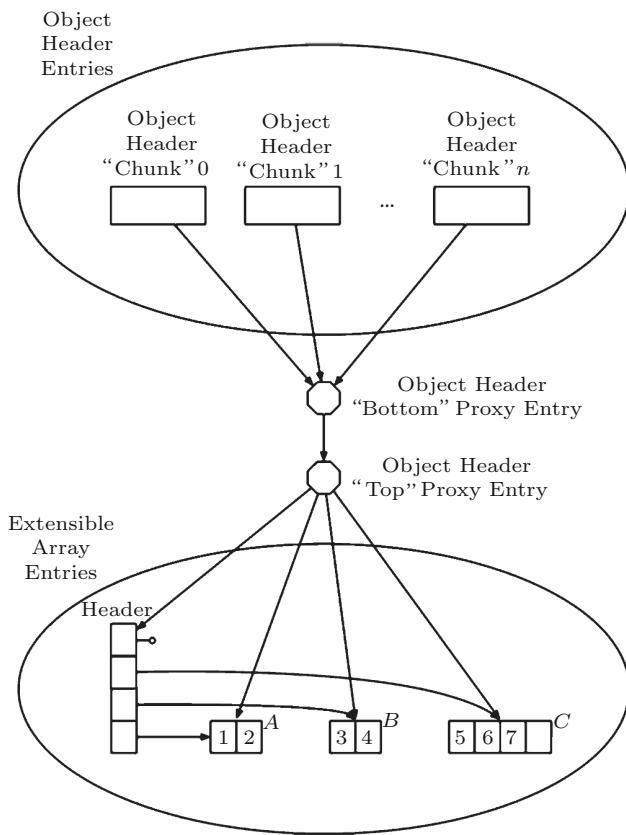 Object
Header
Entries
Object
Header
“Chunk” 0
Object
Header
“Chunk” 1
...
Object
Header
“Chunk” n
Object Header
“Bottom” Proxy Entry
Object Header
“Top” Proxy Entry
Extensible
Array
Entries
Header
1 2 A
3 4 B
5 6 7 C